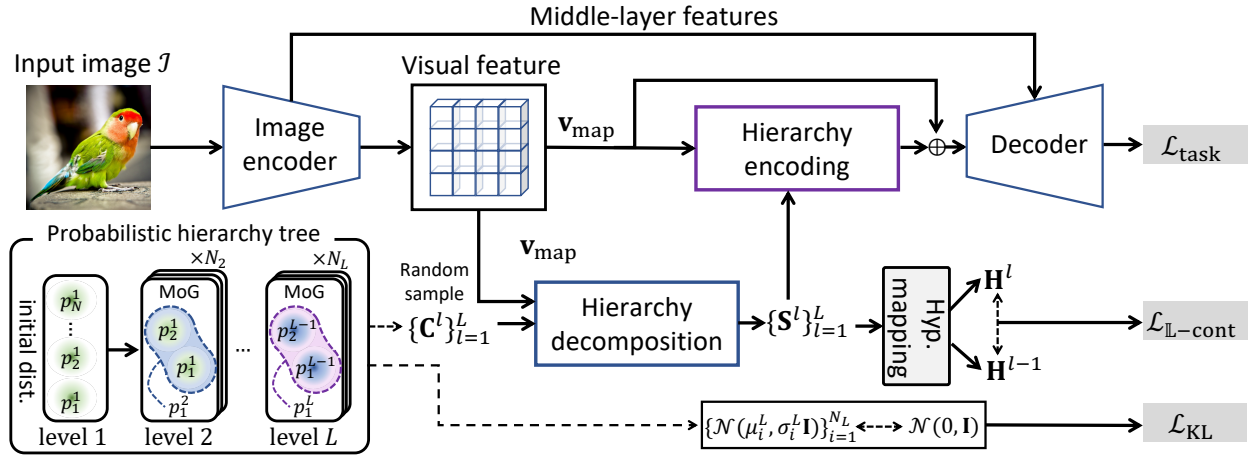 Middle-layer features
Input image ℐ
Visual feature
Image
encoder
v_map
Hierarchy
encoding
⊕
Decoder
ℒ_task
Probabilistic hierarchy tree
v_map
×N_2
×N_L
initial dist.
p_N^1
...
p_2^1
p_1^1
level 1
MoG
p_2^1
p_1^1
p_1^2
level 2
...
MoG
p_2^{L-1}
p_1^{L-1}
p_1^L
level L
Random
sample
{C^l}_{l=1}^L
Hierarchy
decomposition
{S^l}_{l=1}^L
Hyp.
mapping
H^l
H^{l-1}
ℒ_{𝕃-cont}
{𝒩(μ_i^L, σ_i^L I)}_{i=1}^{N_L}
𝒩(0, I)
ℒ_KL